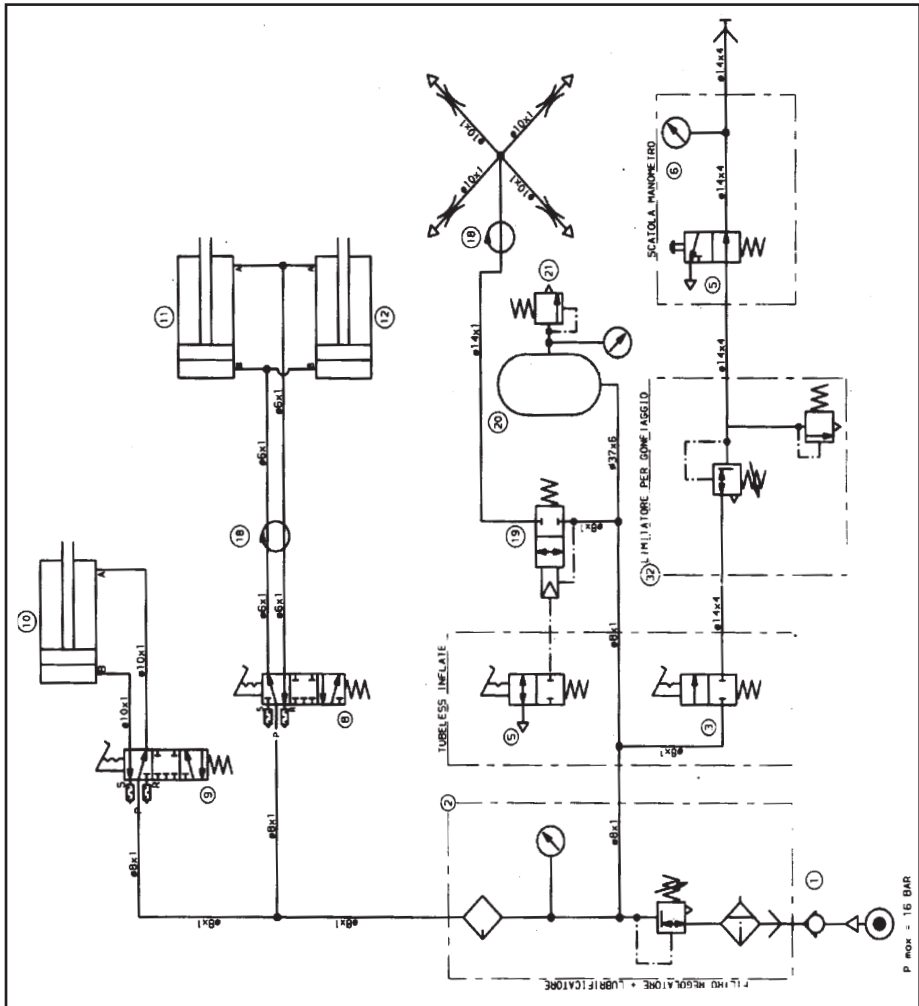 ø14x4
SCATOLA MANOMETRO
6
ø14x4
5
ø14x4
LIMITATORE PER GONFIAGGIO
32
ø14x4
ø10x1
ø10x1
ø10x1
ø10x1
18
21
ø14x1
20
ø37x6
19
ø8x1
ø8x1
TUBELESS INFLATE
5
3
ø8x1
11
12
A
A
B
B
ø6x1
ø6x1
18
ø6x1
ø6x1
S
P
R
8
10
A
B
ø10x1
ø10x1
S
R
P
9
ø8x1
ø8x1
ø8x1
ø8x1
2
FILTRO REGOLATORE + LUBRIFICATORE
1
P max = 16 BAR